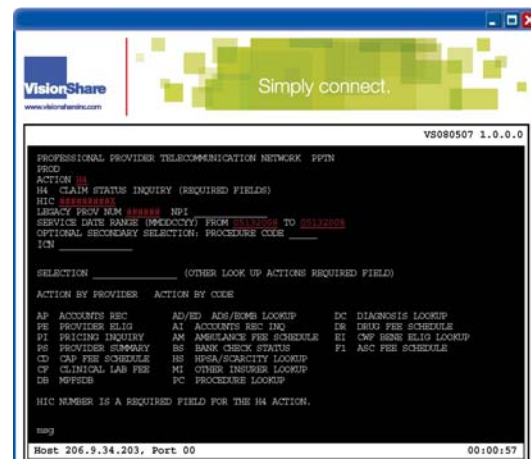 VisionShare
www.visionshareinc.com
Simply connect.
VS080507 1.0.0.0
PROFESSIONAL PROVIDER TELECOMMUNICATION NETWORK PPTN
PROD
ACTION H4
H4 CLAIM STATUS INQUIRY (REQUIRED FIELDS)
HIC #########X
LEGACY PROV NUM ###### NPI
SERVICE DATE RANGE (MMDDCCYY) FROM 05132008 TO 05132008
OPTIONAL SECONDARY SELECTION: PROCEDURE CODE _____
ICN _____________
SELECTION _______________ (OTHER LOOK UP ACTIONS REQUIRED FIELD)
ACTION BY PROVIDER ACTION BY CODE
AP ACCOUNTS REC AD/ED ADS/EOMB LOOKUP DC DIAGNOSIS LOOKUP
PE PROVIDER ELIG AI ACCOUNTS REC INQ DR DRUG FEE SCHEDULE
PI PRICING INQUIRY AM AMBULANCE FEE SCHEDULE EI CWF BENE ELIG LOOKUP
PS PROVIDER SUMMARY BS BANK CHECK STATUS F1 ASC FEE SCHEDULE
CD CAP FEE SCHEDULE HS HPSA/SCARCITY LOOKUP
CF CLINICAL LAB FEE MI OTHER INSURER LOOKUP
DB MPFSDB PC PROCEDURE LOOKUP
HIC NUMBER IS A REQUIRED FIELD FOR THE H4 ACTION.
msg
Host 206.9.34.203, Port 00 00:00:57